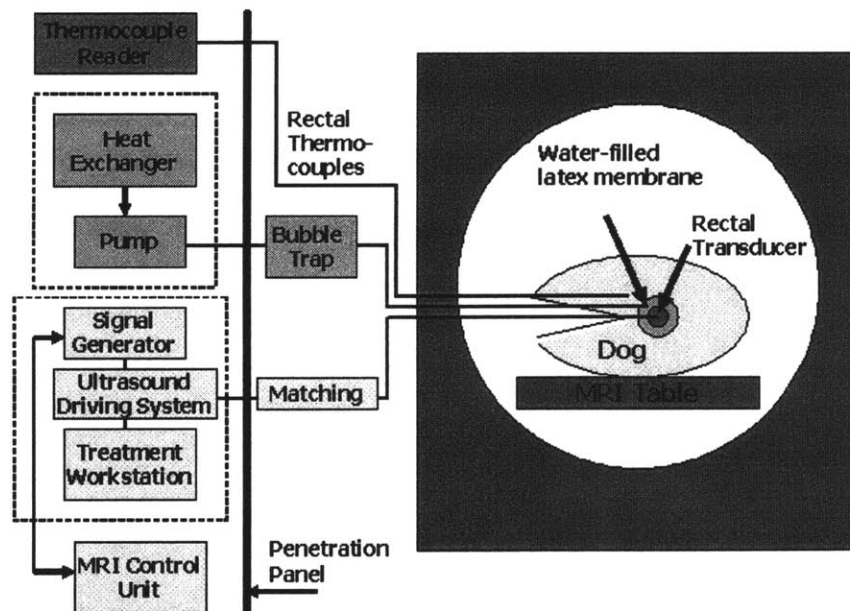 Thermocouple
Reader
Heat
Exchanger
Pump
Rectal
Thermo-
couples
Bubble
Trap
Water-filled
latex membrane
Rectal
Transducer
Dog
MRI Table
Signal
Generator
Ultrasound
Driving System
Treatment
Workstation
Matching
MRI Control
Unit
Penetration
Panel